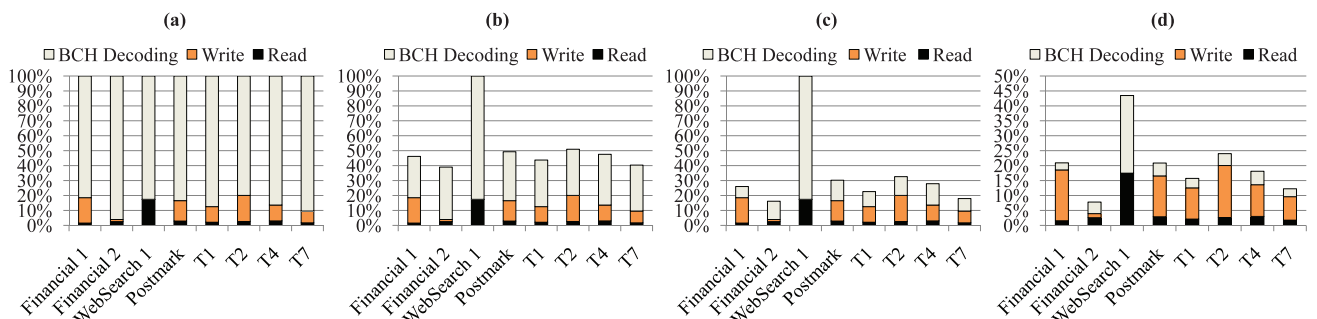 (a)
BCH Decoding Write Read
100%
90%
80%
70%
60%
50%
40%
30%
20%
10%
0%
Financial 1
Financial 2
WebSearch 1
Postmark
T1
T2
T4
T7
(b)
BCH Decoding Write Read
100%
90%
80%
70%
60%
50%
40%
30%
20%
10%
0%
Financial 1
Financial 2
WebSearch 1
Postmark
T1
T2
T4
T7
(c)
BCH Decoding Write Read
100%
90%
80%
70%
60%
50%
40%
30%
20%
10%
0%
Financial 1
Financial 2
WebSearch 1
Postmark
T1
T2
T4
T7
(d)
BCH Decoding Write Read
50%
45%
40%
35%
30%
25%
20%
15%
10%
5%
0%
Financial 1
Financial 2
WebSearch 1
Postmark
T1
T2
T4
T7